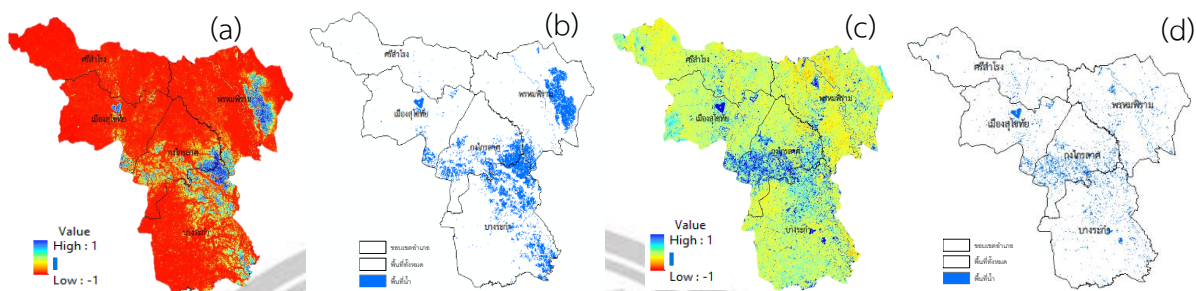 (a)
ศรีสำโรง
พรหมพิราม
เมืองสุโขทัย
กงไกรลาศ
บางระกำ
Value
High : 1
Low : -1
(b)
ศรีสำโรง
พรหมพิราม
เมืองสุโขทัย
กงไกรลาศ
บางระกำ
ขอบเขตอำเภอ
พื้นที่ทั้งหมด
พื้นที่น้ำ
(c)
ศรีสำโรง
พรหมพิราม
เมืองสุโขทัย
กงไกรลาศ
บางระกำ
Value
High : 1
Low : -1
(d)
ศรีสำโรง
พรหมพิราม
เมืองสุโขทัย
กงไกรลาศ
บางระกำ
ขอบเขตอำเภอ
พื้นที่ทั้งหมด
พื้นที่น้ำ